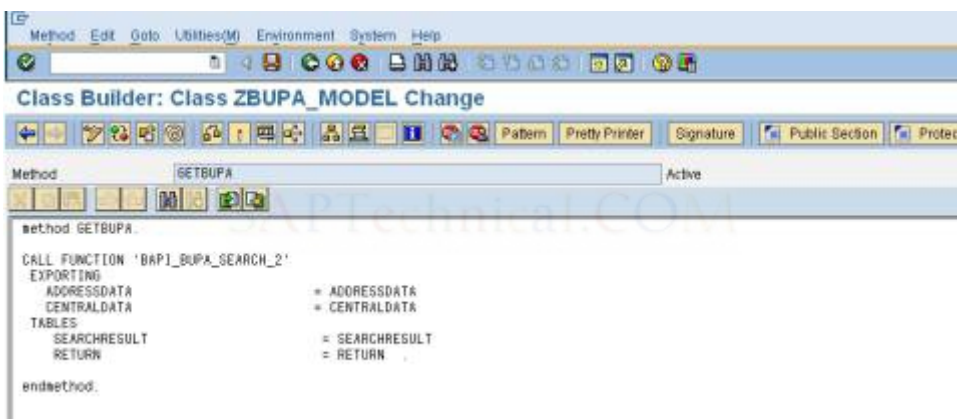 Method Edit Goto Utilities(M) Environment System Help
Class Builder: Class ZBUPA_MODEL Change
Pattern Pretty Printer Signature Public Section Protec
Method GETBUPA Active
SAPTechnical.COM
method GETBUPA.
CALL FUNCTION 'BAPI_BUPA_SEARCH_2'
EXPORTING
ADDRESSDATA = ADDRESSDATA
CENTRALDATA = CENTRALDATA
TABLES
SEARCHRESULT = SEARCHRESULT
RETURN = RETURN .
endmethod.